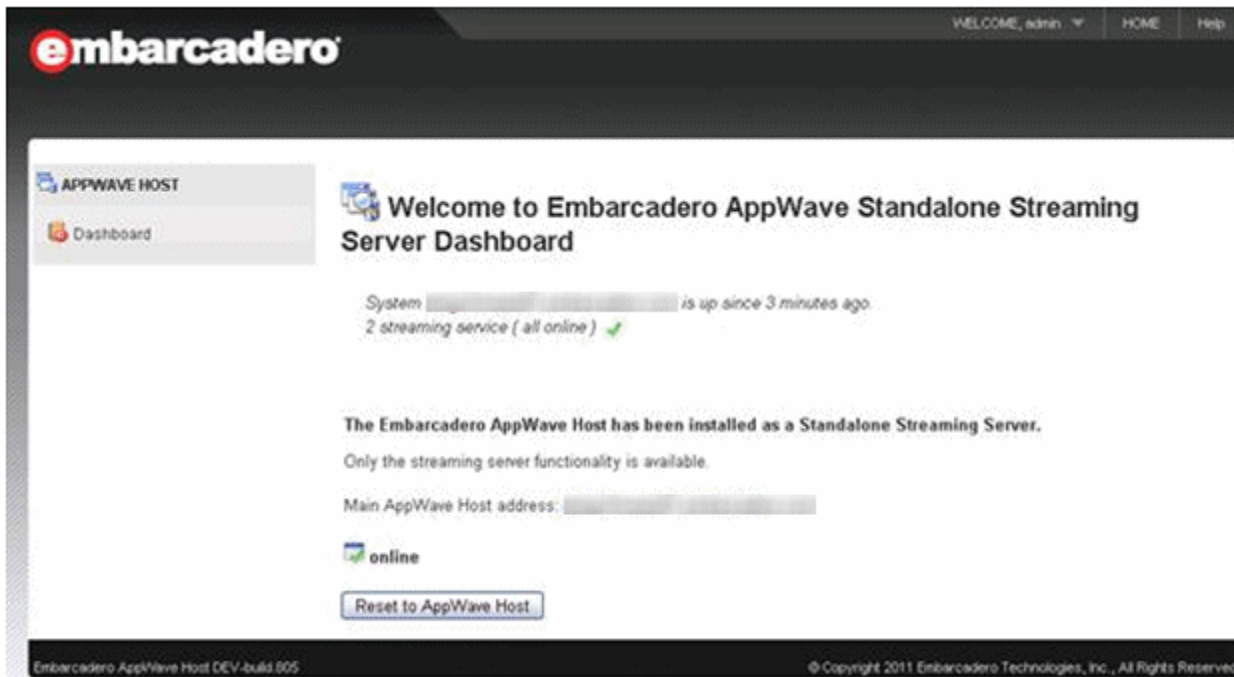 WELCOME, admin HOME Help
embarcadero
APPWAVE HOST
Dashboard
Welcome to Embarcadero AppWave Standalone Streaming
Server Dashboard
System is up since 3 minutes ago.
2 streaming service ( all online )
The Embarcadero AppWave Host has been installed as a Standalone Streaming Server.
Only the streaming server functionality is available.
Main AppWave Host address:
online
Reset to AppWave Host
Embarcadero AppWave Host DEV-build.805
© Copyright 2011 Embarcadero Technologies, Inc., All Rights Reserved